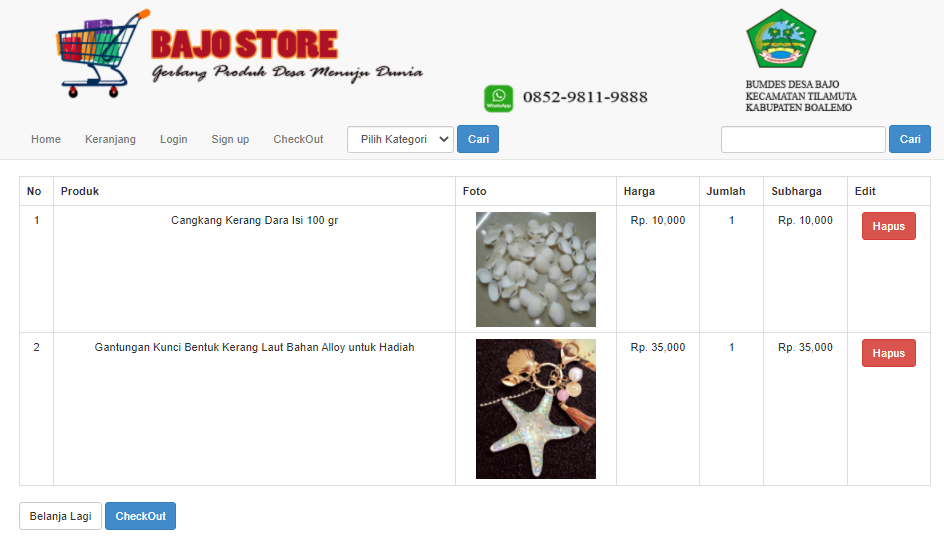 BAJO STORE
Gerbang Produk Desa Menuju Dunia
WhatsApp
0852-9811-9888
BUMDES DESA BAJO
KECAMATAN TILAMUTA
KABUPATEN BOALEMO
Home Keranjang Login Sign up CheckOut Pilih Kategori Cari Cari
No Produk Foto Harga Jumlah Subharga Edit
1 Cangkang Kerang Dara Isi 100 gr Rp. 10,000 1 Rp. 10,000 Hapus
2 Gantungan Kunci Bentuk Kerang Laut Bahan Alloy untuk Hadiah Rp. 35,000 1 Rp. 35,000 Hapus
Belanja Lagi CheckOut